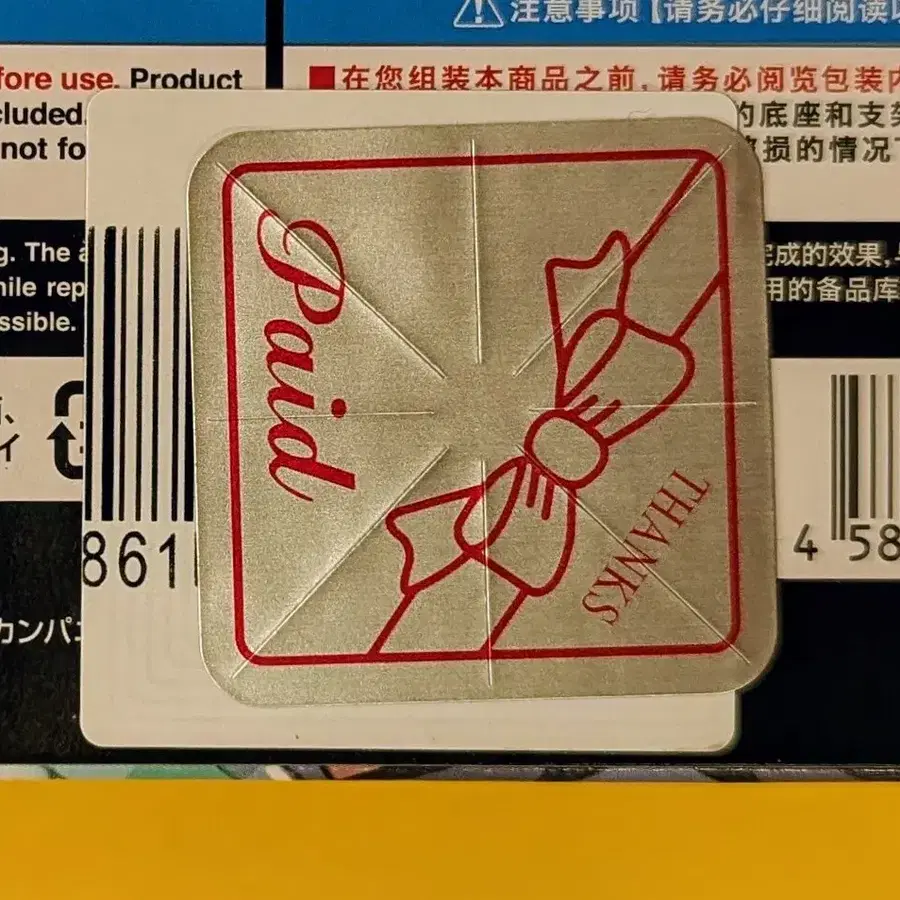 注意事项【请务必仔细阅读
fore use. Product
cluded.
not fo
■在您组装本商品之前,请务必阅览包装内
的底座和支架
损的情况下
g. The a
hile rep
ssible.
完成的效果,
用的备品库
Paid
THANKS
861
4 58
カンパニ